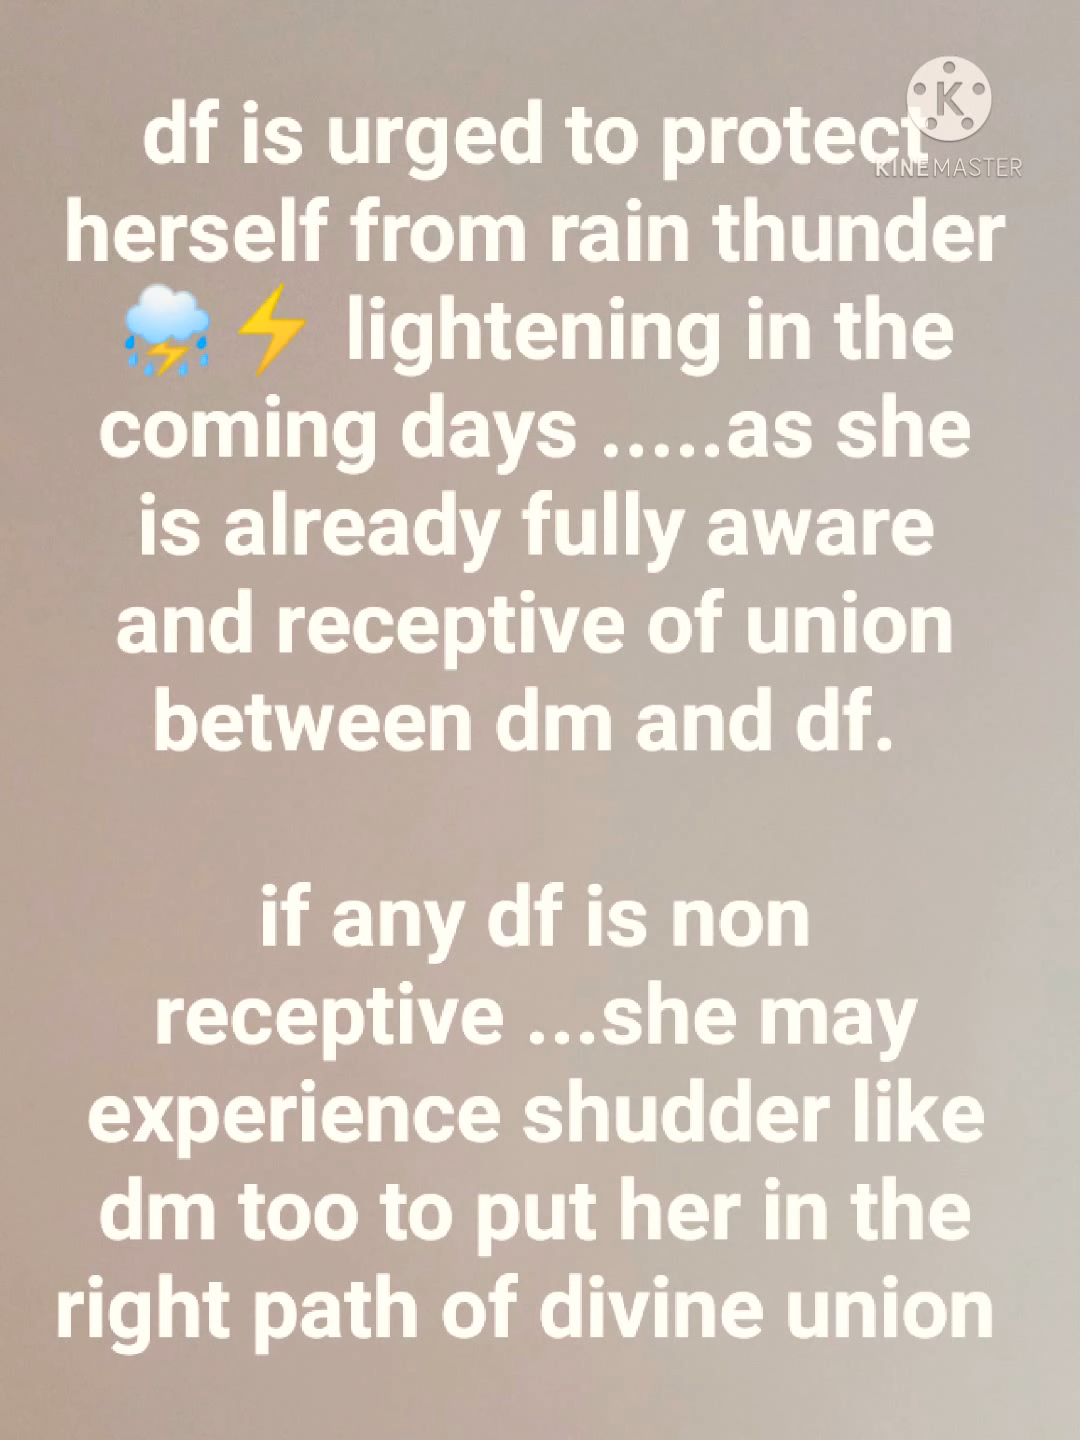 KINEMASTER
df is urged to protect
herself from rain thunder
⛈️⚡ lightening in the
coming days .....as she
is already fully aware
and receptive of union
between dm and df.
if any df is non
receptive ...she may
experience shudder like
dm too to put her in the
right path of divine union